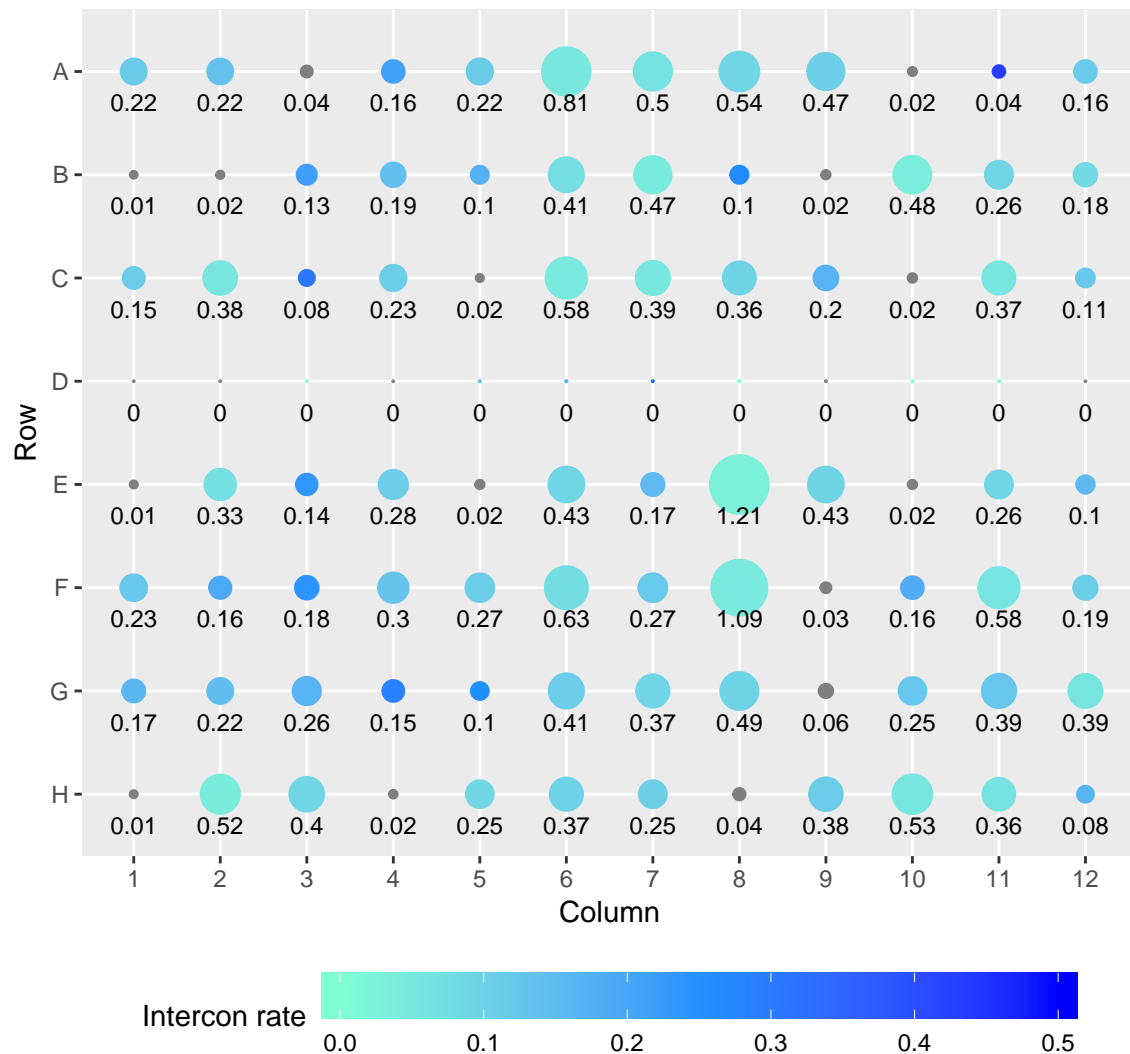 A
0.22 0.22 0.04 0.16 0.22 0.81 0.5 0.54 0.47 0.02 0.04 0.16
B
0.01 0.02 0.13 0.19 0.1 0.41 0.47 0.1 0.02 0.48 0.26 0.18
C
0.15 0.38 0.08 0.23 0.02 0.58 0.39 0.36 0.2 0.02 0.37 0.11
D
0 0 0 0 0 0 0 0 0 0 0 0
Row
E
0.01 0.33 0.14 0.28 0.02 0.43 0.17 1.21 0.43 0.02 0.26 0.1
F
0.23 0.16 0.18 0.3 0.27 0.63 0.27 1.09 0.03 0.16 0.58 0.19
G
0.17 0.22 0.26 0.15 0.1 0.41 0.37 0.49 0.06 0.25 0.39 0.39
H
0.01 0.52 0.4 0.02 0.25 0.37 0.25 0.04 0.38 0.53 0.36 0.08
1 2 3 4 5 6 7 8 9 10 11 12
Column
Intercon rate
0.0 0.1 0.2 0.3 0.4 0.5